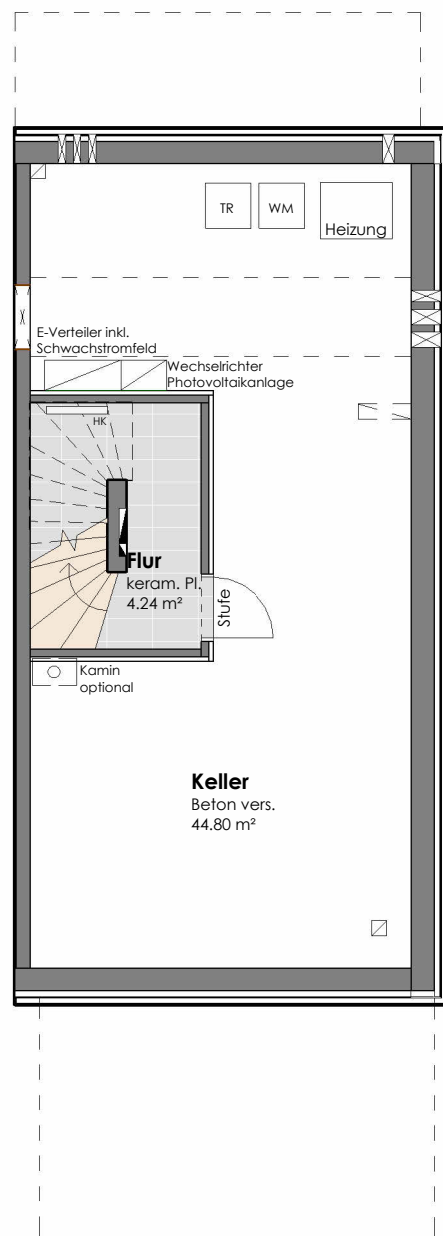 TR
WM
Heizung
E-Verteiler inkl.
Schwachstromfeld
Wechselrichter
Photovoltaikanlage
HK
Flur
keram. Pl.
4.24 m²
Stufe
Kamin
optional
Keller
Beton vers.
44.80 m²